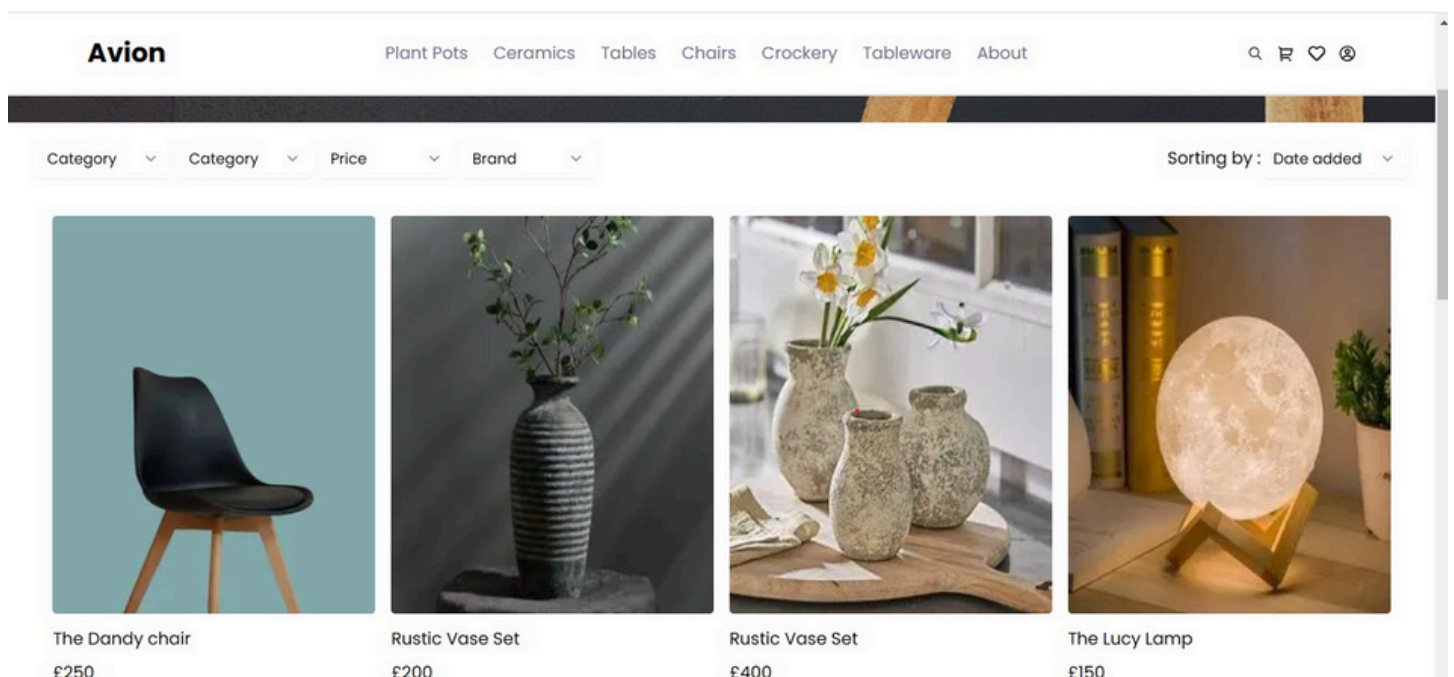 Avion
Plant Pots Ceramics Tables Chairs Crockery Tableware About
Category Category Price Brand
Sorting by : Date added
The Dandy chair
Rustic Vase Set
Rustic Vase Set
The Lucy Lamp
£250
£200
£400
£150